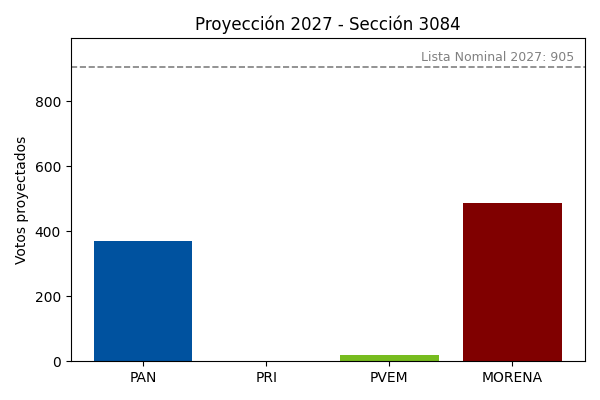 Proyección 2027 - Sección 3084
Lista Nominal 2027: 905
Votos proyectados
800
600
400
200
0
PAN PRI PVEM MORENA